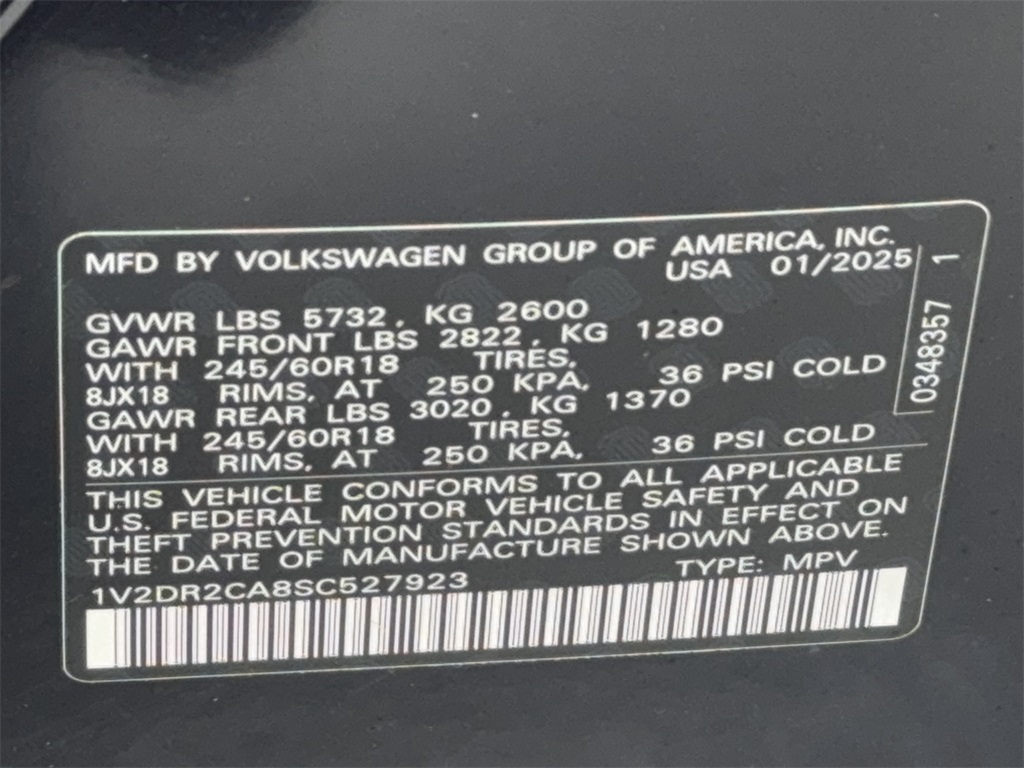 MFD BY VOLKSWAGEN GROUP OF AMERICA, INC.
USA 01/2025
GVWR LBS 5732, KG 2600
GAWR FRONT LBS 2822, KG 1280
WITH 245/60R18 TIRES,
8JX18 RIMS, AT 250 KPA, 36 PSI COLD
GAWR REAR LBS 3020, KG 1370
WITH 245/60R18 TIRES,
8JX18 RIMS, AT 250 KPA, 36 PSI COLD
THIS VEHICLE CONFORMS TO ALL APPLICABLE
U.S. FEDERAL MOTOR VEHICLE SAFETY AND
THEFT PREVENTION STANDARDS IN EFFECT ON
THE DATE OF MANUFACTURE SHOWN ABOVE.
1V2DR2CA8SC527923 TYPE: MPV
0348357 1